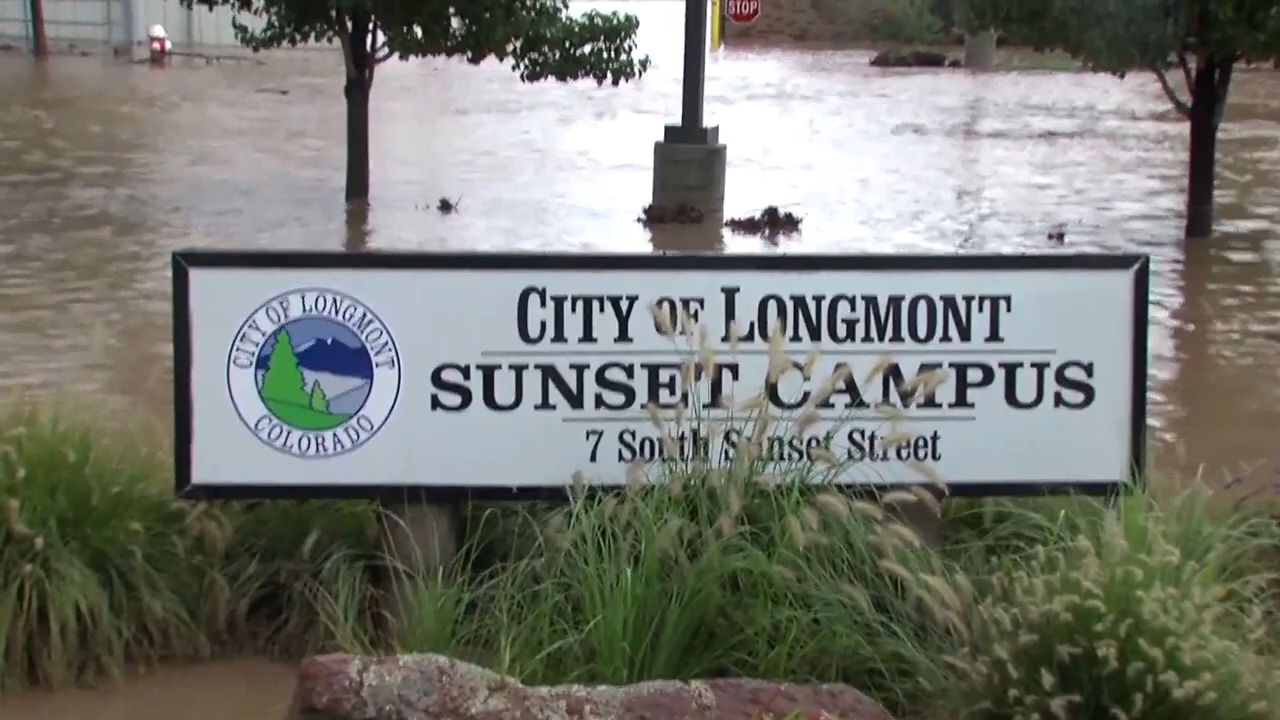 STOP
CITY OF LONGMONT
COLORADO
CITY OF LONGMONT
SUNSET CAMPUS
7 South Sunset Street